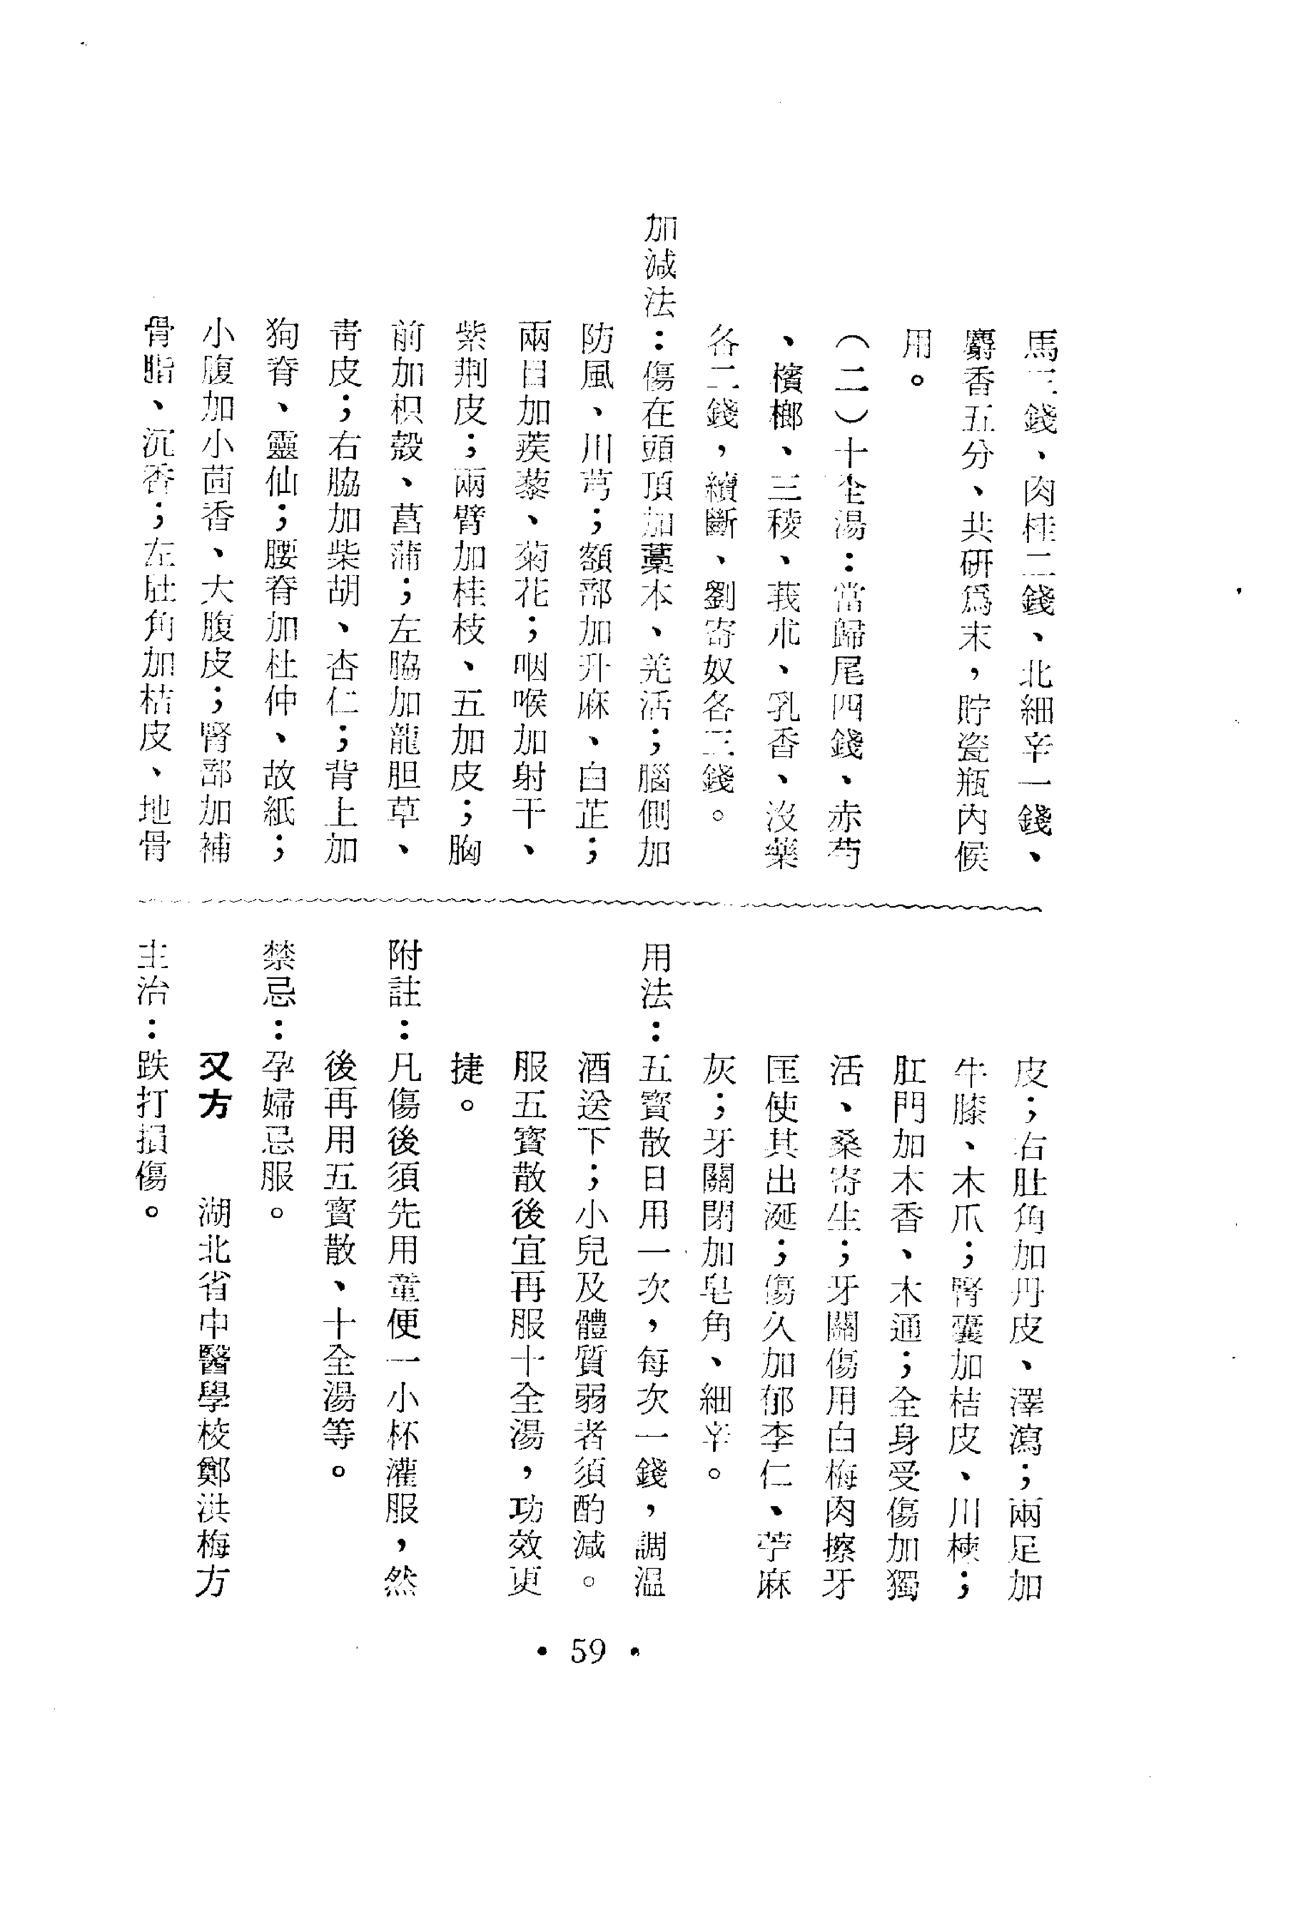 馬三錢、肉桂二錢、北細辛一錢、
麝香五分、共研爲末，貯瓷瓶內候
用。
（二）十全湯：當歸尾四錢、赤芍
、檳榔、三稜、莪朮、乳香、沒藥
各二錢，續斷、劉寄奴各三錢。
加減法：傷在頭頂加藁本、羌活；腦側加
防風、川芎；額部加升麻、白芷；
兩目加蒺藜、菊花；咽喉加射干、
紫荆皮；兩臂加桂枝、五加皮；胸
前加枳殼、菖蒲；左脇加龍胆草、
青皮；右脇加柴胡、杏仁；背上加
狗脊、靈仙；腰脊加杜仲、故紙；
小腹加小茴香、大腹皮；腎部加補
骨脂、沉香；左肚角加桔皮、地骨
皮；右肚角加丹皮、澤瀉；兩足加
牛膝、木爪；腎囊加桔皮、川楝；
肛門加木香、木通；全身受傷加獨
活、桑寄生；牙關傷用白梅肉擦牙
匡使其出涎；傷久加郁李仁、苧麻
灰；牙關閉加皂角、細辛。
用法：五寳散日用一次，每次一錢，調溫
酒送下；小兒及體質弱者須酌減。
服五寳散後宜再服十全湯，功效更
捷。
附註：凡傷後須先用童便一小杯灌服，然
後再用五寳散、十全湯等。
禁忌：孕婦忌服。
又方　湖北省中醫學校鄭洪梅方
主治：跌打損傷。
• 59 •